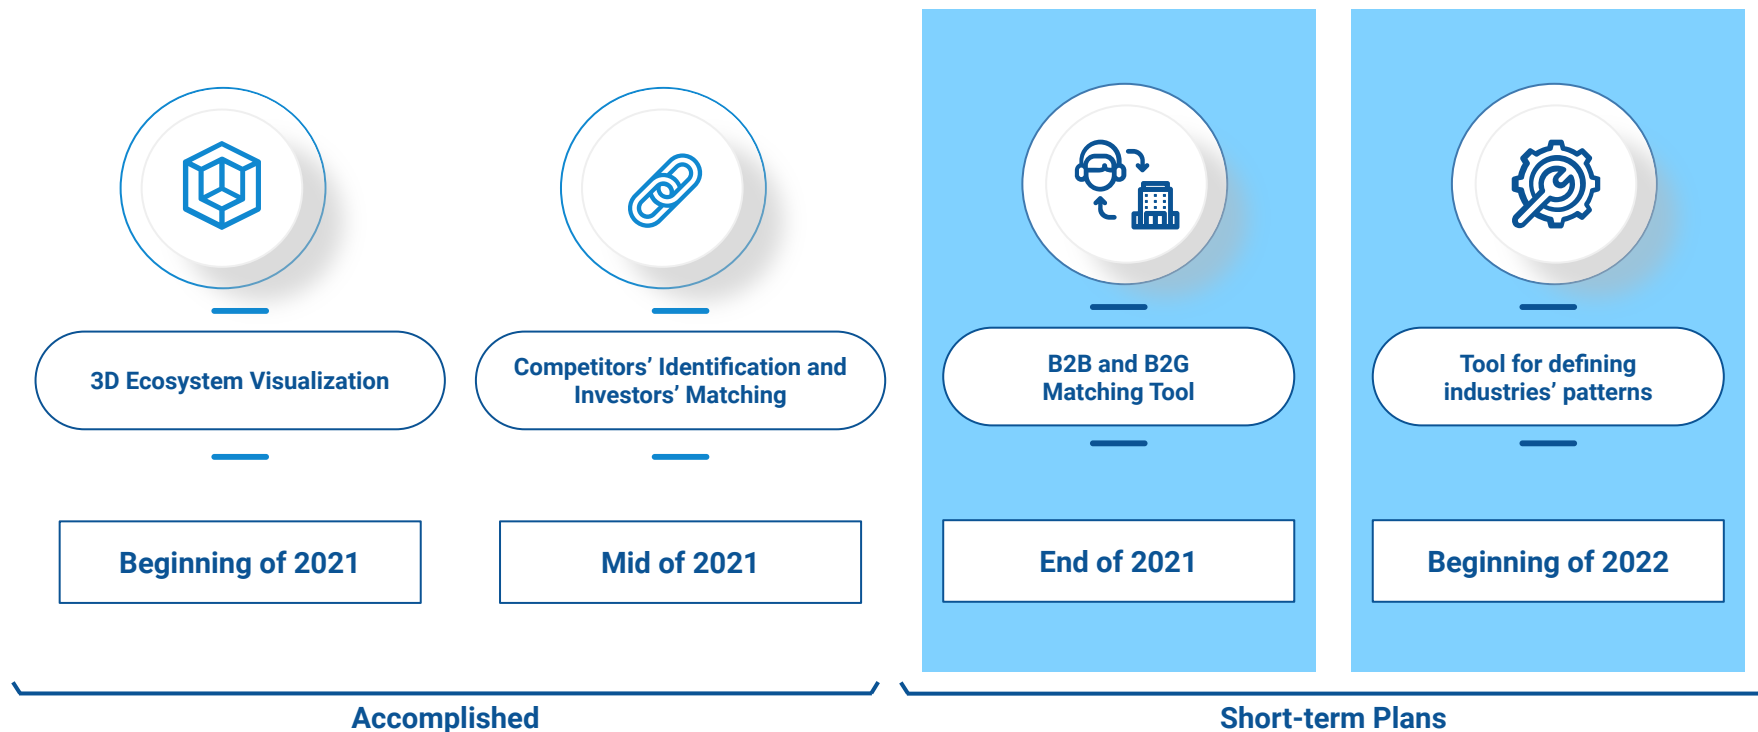 3D Ecosystem Visualization
Competitors’ Identification and
Investors’ Matching
B2B and B2G
Matching Tool
Tool for defining
industries’ patterns
Beginning of 2021
Mid of 2021
End of 2021
Beginning of 2022
Accomplished
Short-term Plans